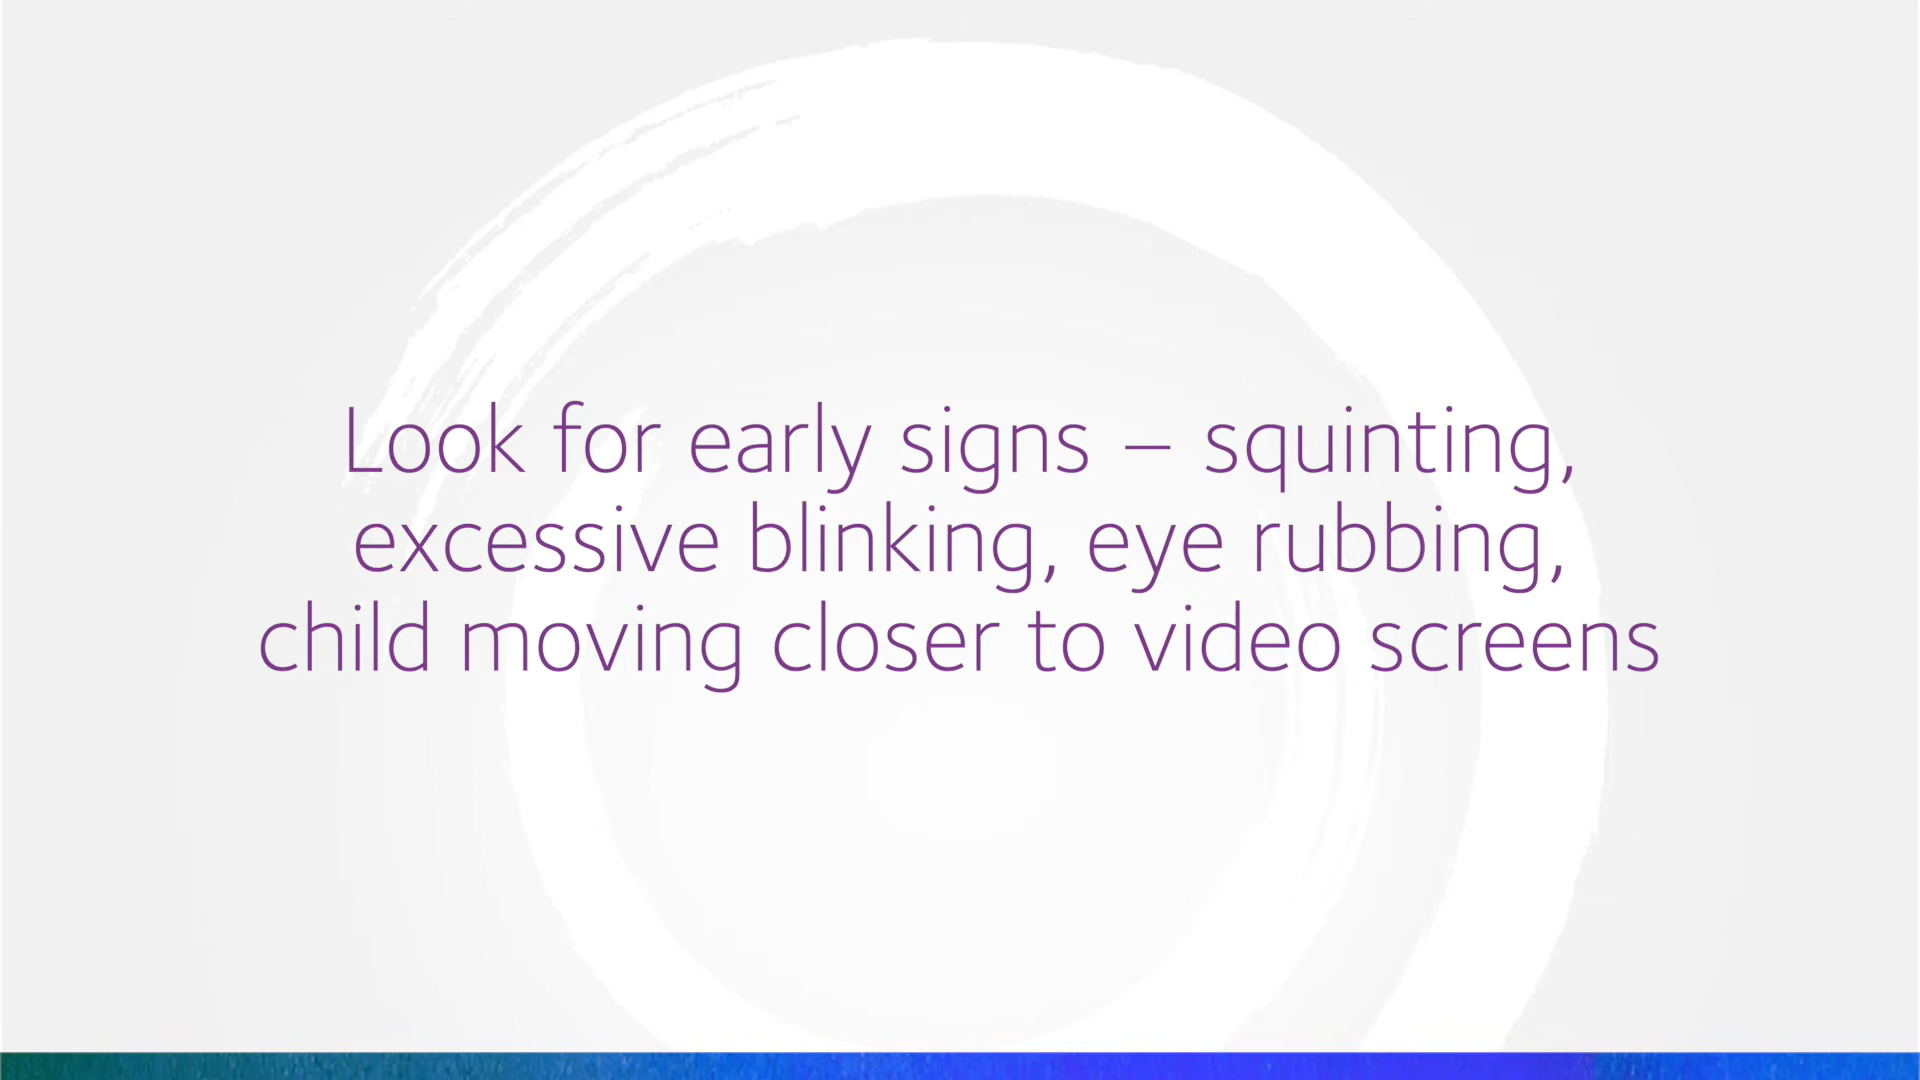 Look for early signs – squinting,
excessive blinking, eye rubbing,
child moving closer to video screens